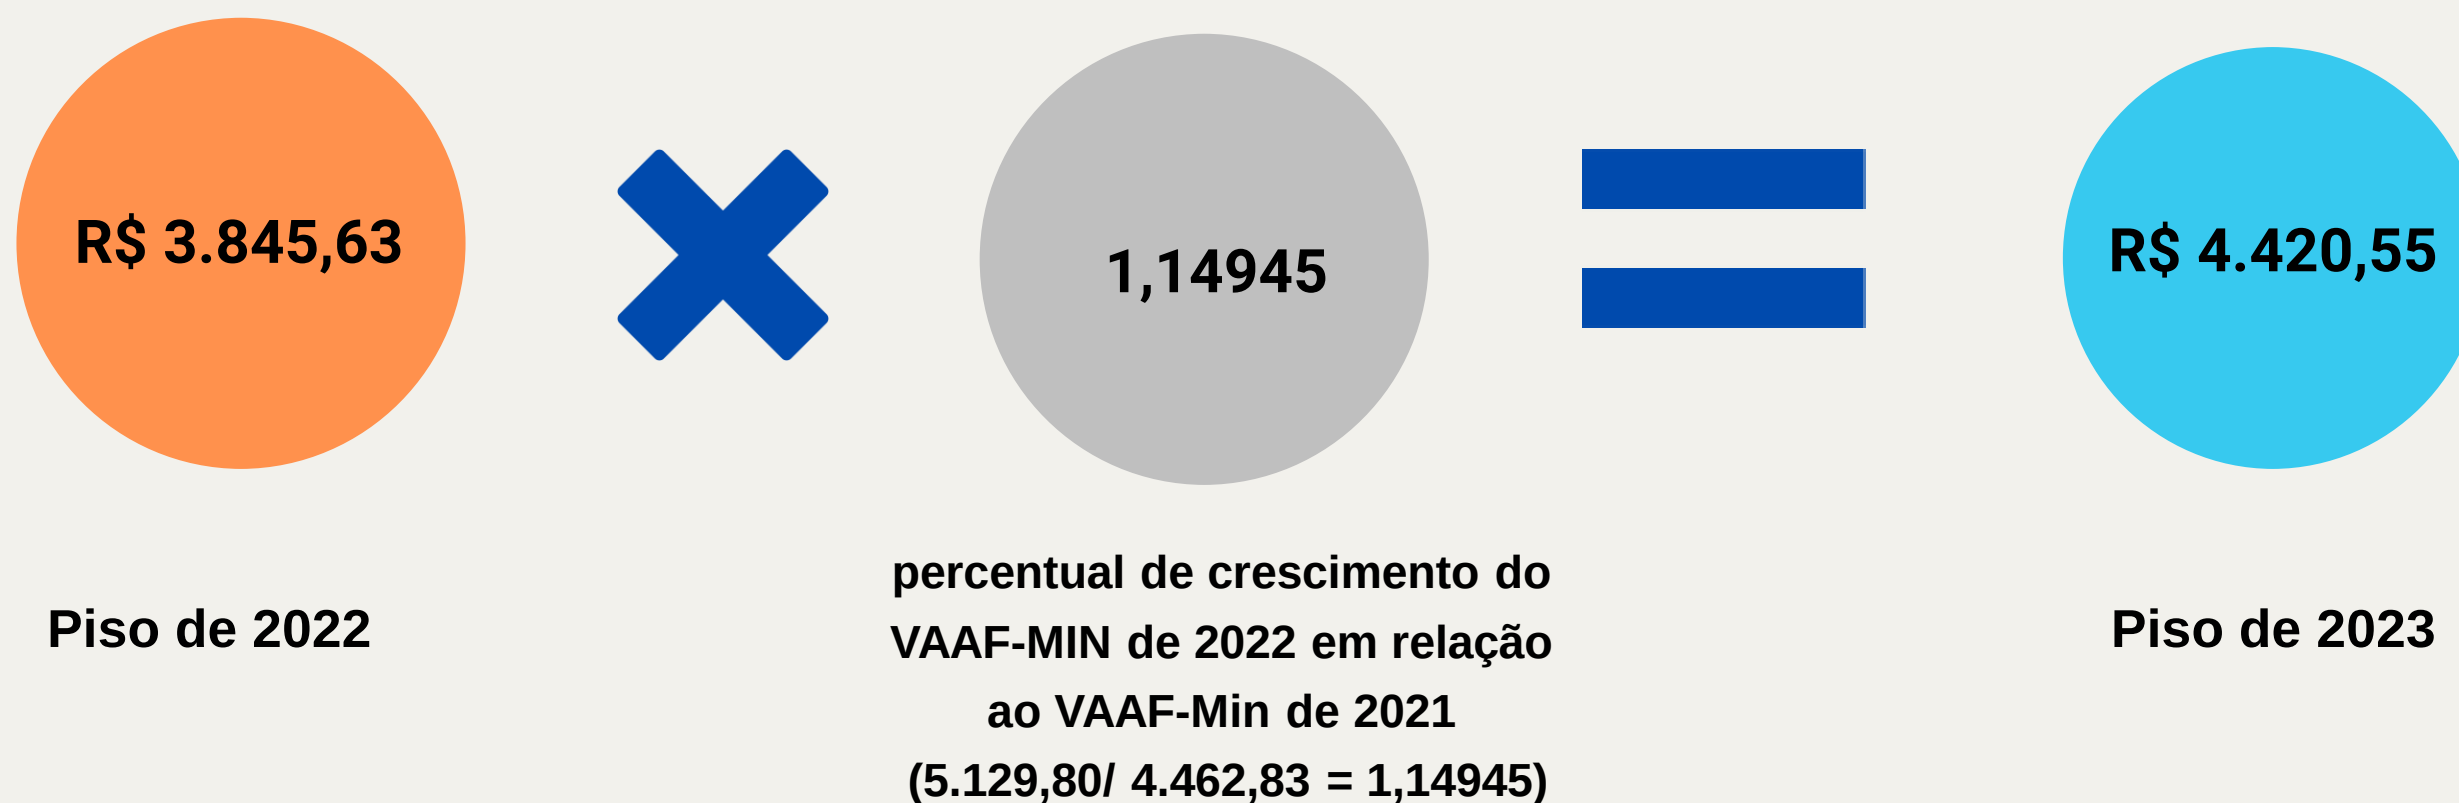 R$ 3.845,63
1,14945
R$ 4.420,55
Piso de 2022
percentual de crescimento do
VAAF-MIN de 2022 em relação
ao VAAF-Min de 2021
(5.129,80/ 4.462,83 = 1,14945)
Piso de 2023